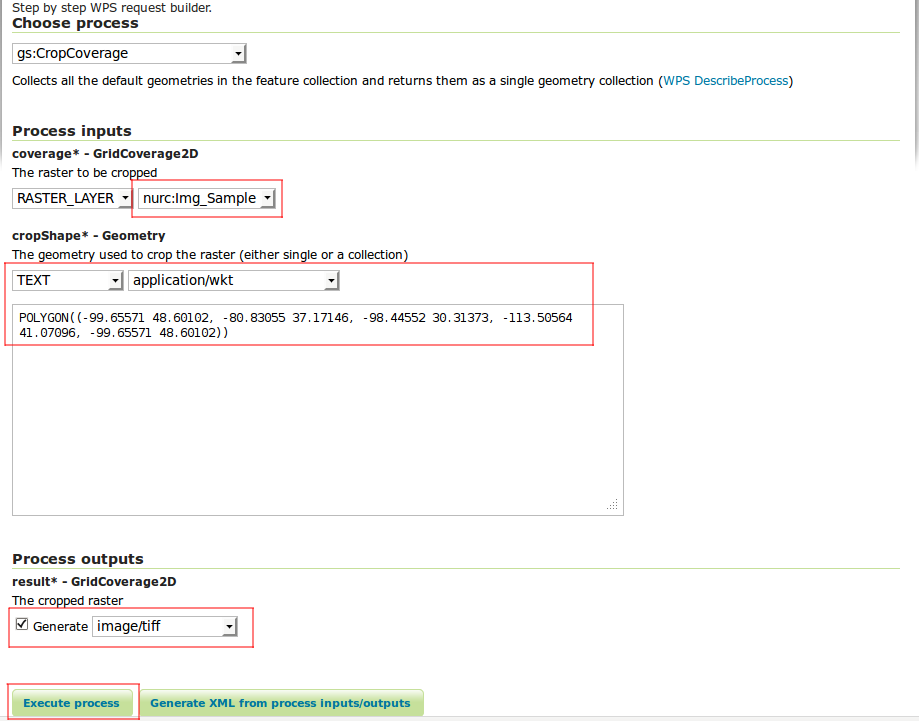 Step by step WPS request builder.
Choose process
gs:CropCoverage
Collects all the default geometries in the feature collection and returns them as a single geometry collection (WPS DescribeProcess)
Process inputs
coverage* - GridCoverage2D
The raster to be cropped
RASTER_LAYER nurc:Img_Sample
cropShape* - Geometry
The geometry used to crop the raster (either single or a collection)
TEXT application/wkt
POLYGON((-99.65571 48.60102, -80.83055 37.17146, -98.44552 30.31373, -113.50564
41.07096, -99.65571 48.60102))
Process outputs
result* - GridCoverage2D
The cropped raster
Generate image/tiff
Execute process Generate XML from process inputs/outputs